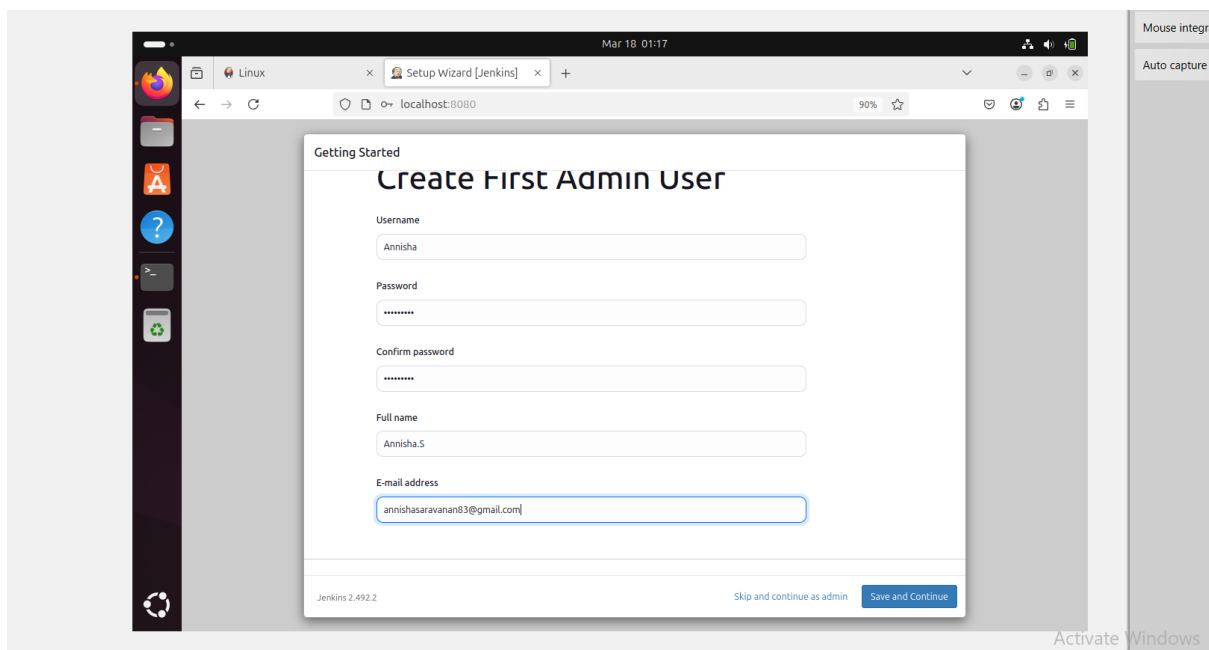 Mouse integr
Auto capture
Mar 18 01:17
Linux
Setup Wizard [Jenkins]
localhost:8080
90%
Getting Started
Create First Admin User
Username
Annisha
Password
•••••••••
Confirm password
•••••••••
Full name
Annisha.S
E-mail address
annishasaravanan83@gmail.com
Jenkins 2.492.2
Skip and continue as admin
Save and Continue
Activate Windows